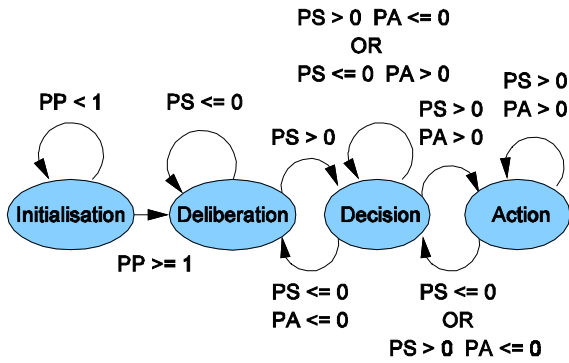 PS > 0 PA <= 0
OR
PS <= 0 PA > 0
PP < 1
PS <= 0
PS > 0
PS > 0
PA > 0
PS > 0
PA > 0
Initialisation
Deliberation
Decision
Action
PP >= 1
PS <= 0
PA <= 0
PS <= 0
OR
PS > 0 PA <= 0